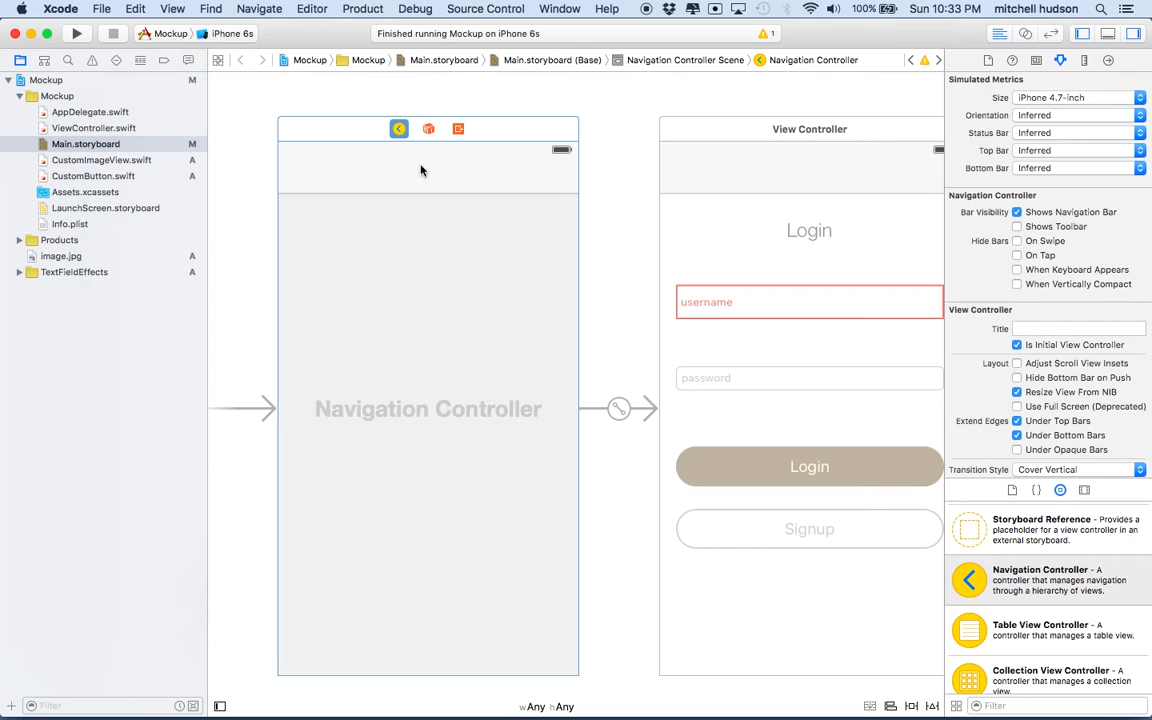 Xcode File Edit View Find Navigate Editor Product Debug Source Control Window Help 100% Sun 10:33 PM mitchell hudson
Mockup iPhone 6s
Finished running Mockup on iPhone 6s
1
Mockup Mockup Main.storyboard Main.storyboard (Base) Navigation Controller Scene Navigation Controller
Mockup M
Mockup
AppDelegate.swift
ViewController.swift
Main.storyboard M
CustomImageView.swift A
CustomButton.swift A
Assets.xcassets
LaunchScreen.storyboard
Info.plist
Products
image.jpg A
TextFieldEffects A
Filter
Navigation Controller
View Controller
Login
username
password
Login
Signup
wAny hAny
Simulated Metrics
Size iPhone 4.7-inch
Orientation Inferred
Status Bar Inferred
Top Bar Inferred
Bottom Bar Inferred
Navigation Controller
Bar Visibility Shows Navigation Bar
Shows Toolbar
Hide Bars On Swipe
On Tap
When Keyboard Appears
When Vertically Compact
View Controller
Title
Is Initial View Controller
Layout Adjust Scroll View Insets
Hide Bottom Bar on Push
Resize View From NIB
Use Full Screen (Deprecated)
Extend Edges Under Top Bars
Under Bottom Bars
Under Opaque Bars
Transition Style Cover Vertical
Storyboard Reference - Provides a
placeholder for a view controller in an
external storyboard.
Navigation Controller - A
controller that manages navigation
through a hierarchy of views.
Table View Controller - A
controller that manages a table view.
Collection View Controller - A
controller that manages a collection
view.
Filter